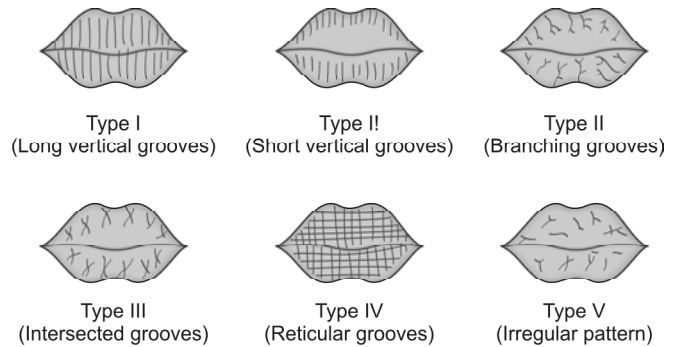 Type I
(Long vertical grooves)
Type I!
(Short vertical grooves)
Type II
(Branching grooves)
Type III
(Intersected grooves)
Type IV
(Reticular grooves)
Type V
(Irregular pattern)